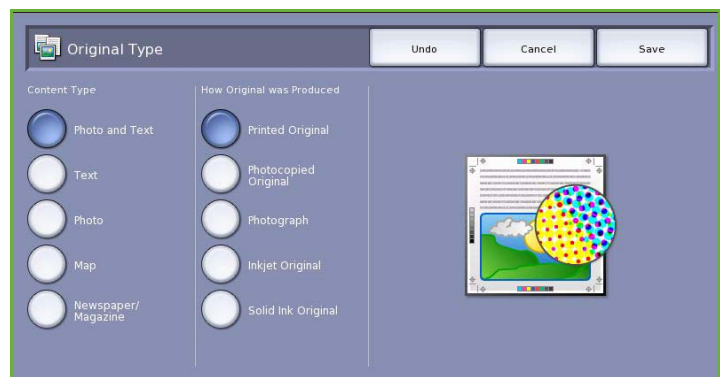 Original Type
Undo
Cancel
Save
Content Type
How Original was Produced
Photo and Text
Printed Original
Text
Photocopied
Original
Photo
Photograph
Map
Inkjet Original
Newspaper/
Magazine
Solid Ink Original